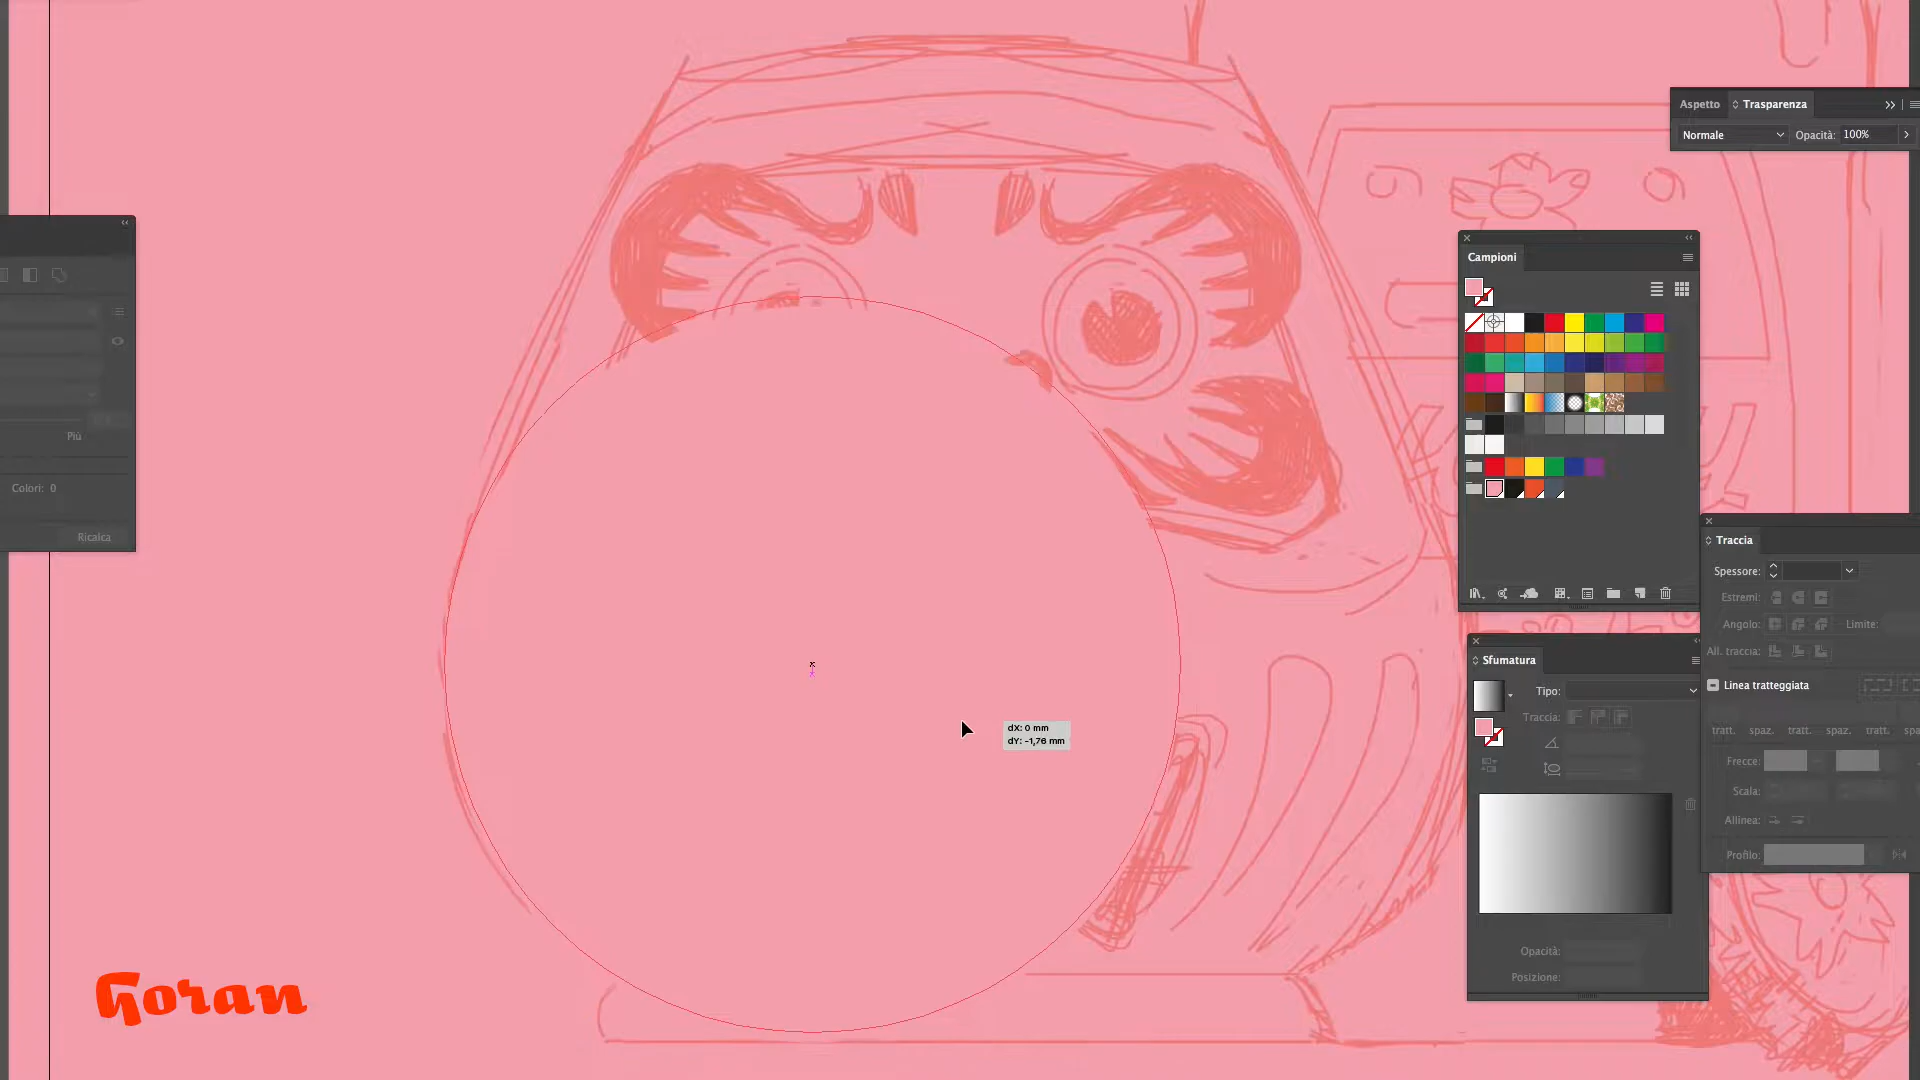 Aspetto
Trasparenza
Normale
Opacità: 100%
Campioni
Più
Colori: 0
Ricalca
Traccia
Spessore:
Estremi:
Angolo:
Limite:
All. traccia:
Linea tratteggiata
tratt. spaz. tratt. spaz. tratt.
Frecce:
Scala:
Allinea:
Profilo:
Sfumatura
Tipo:
Traccia:
Opacità:
Posizione:
dX: 0 mm
dY: -1,76 mm
Goran